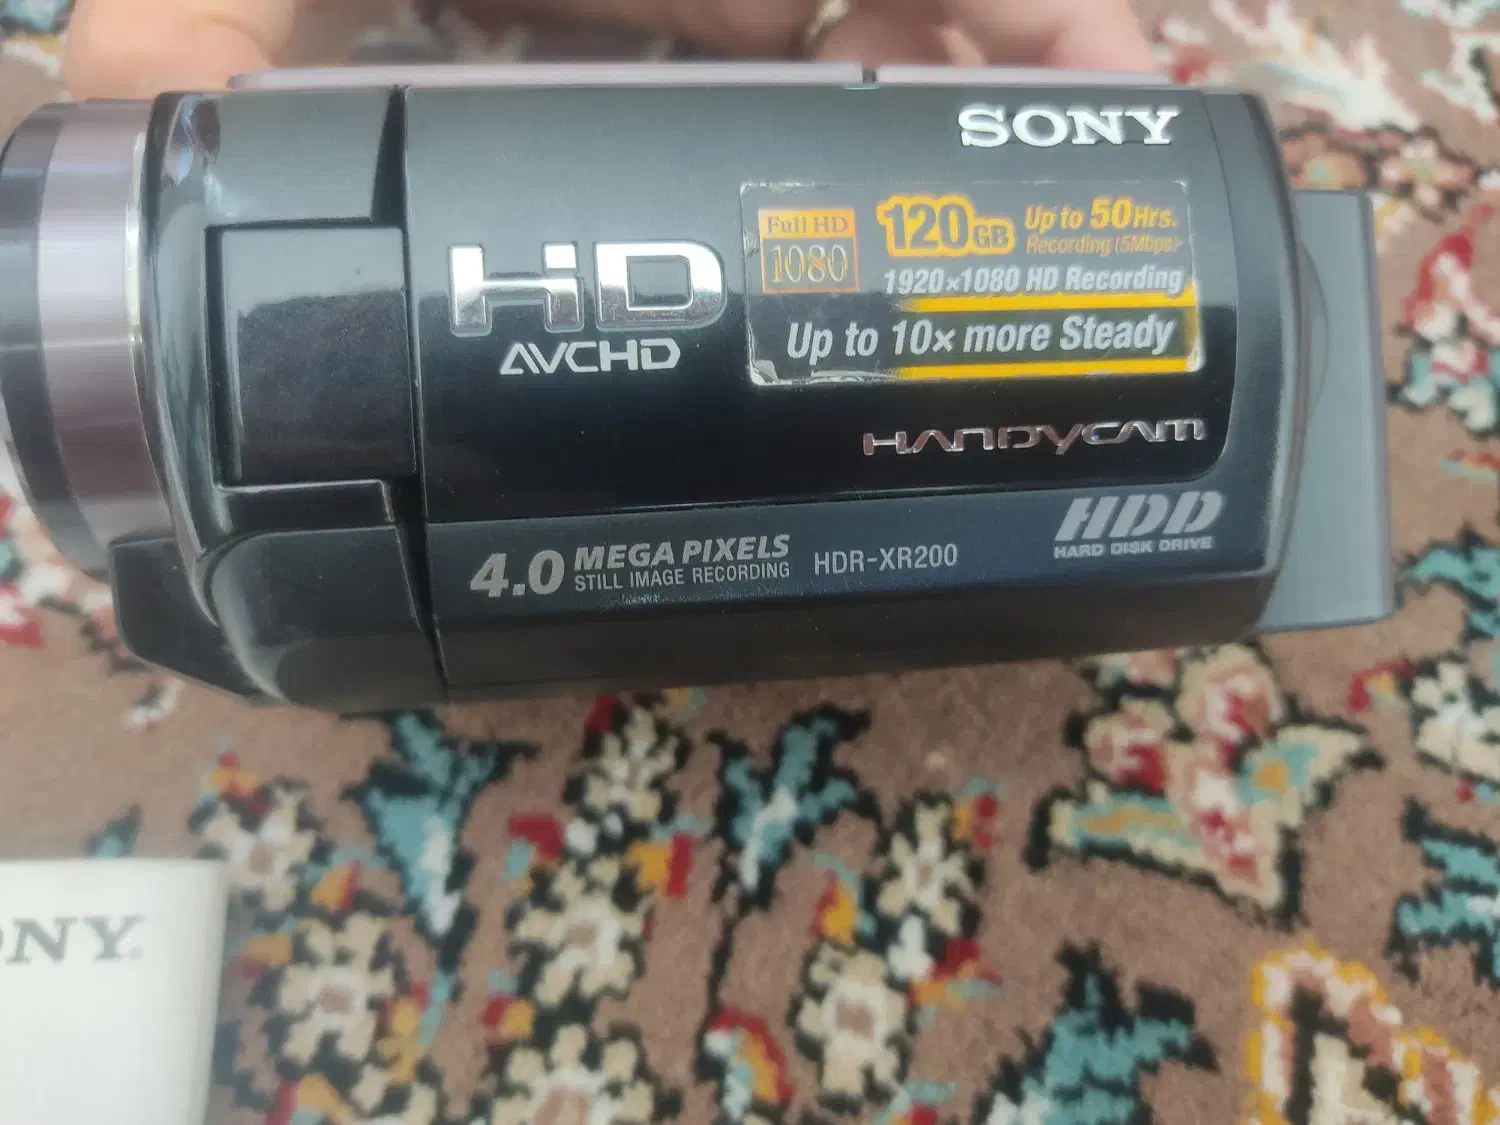 SONY
Full HD
1080
120GB
Up to 50Hrs.
Recording (5Mbps)
1920×1080 HD Recording
Up to 10× more Steady
HD
AVCHD
HANDYCAM
HDD
HARD DISK DRIVE
4.0 MEGA PIXELS
STILL IMAGE RECORDING
HDR-XR200
ONY